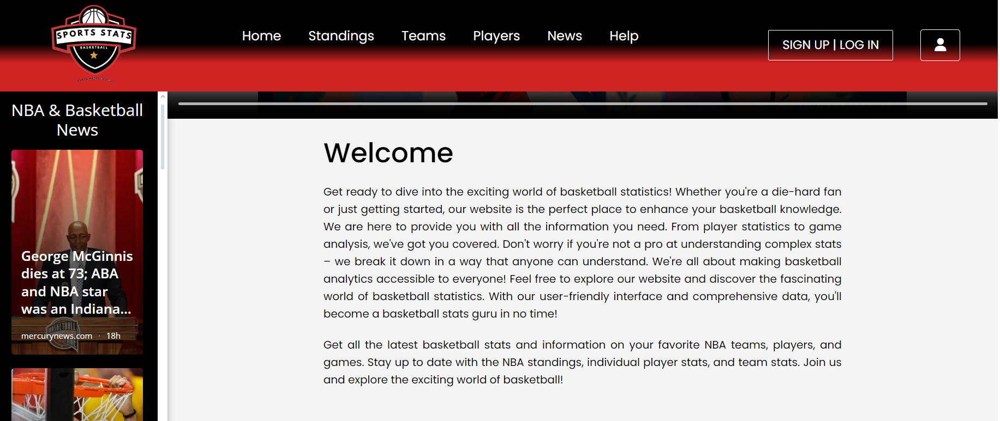 SPORTS STATS
BASKETBALL
Home
Standings
Teams
Players
News
Help
SIGN UP | LOG IN
NBA & Basketball
News
George McGinnis
dies at 73; ABA
and NBA star
was an Indiana...
mercurynews.com · 18h
Welcome
Get ready to dive into the exciting world of basketball statistics! Whether you're a die-hard fan
or just getting started, our website is the perfect place to enhance your basketball knowledge.
We are here to provide you with all the information you need. From player statistics to game
analysis, we've got you covered. Don't worry if you're not a pro at understanding complex stats
– we break it down in a way that anyone can understand. We're all about making basketball
analytics accessible to everyone! Feel free to explore our website and discover the fascinating
world of basketball statistics. With our user-friendly interface and comprehensive data, you'll
become a basketball stats guru in no time!
Get all the latest basketball stats and information on your favorite NBA teams, players, and
games. Stay up to date with the NBA standings, individual player stats, and team stats. Join us
and explore the exciting world of basketball!